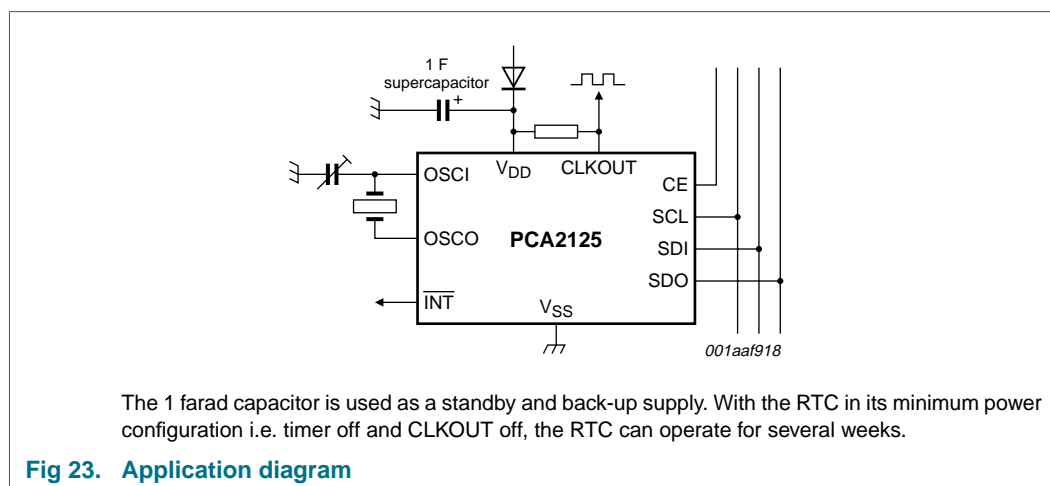 1 F
supercapacitor
+
OSCI
VDD
CLKOUT
CE
SCL
OSCO
PCA2125
SDI
SDO
INT
VSS
001aaf918
The 1 farad capacitor is used as a standby and back-up supply. With the RTC in its minimum power
configuration i.e. timer off and CLKOUT off, the RTC can operate for several weeks.
Fig 23. Application diagram